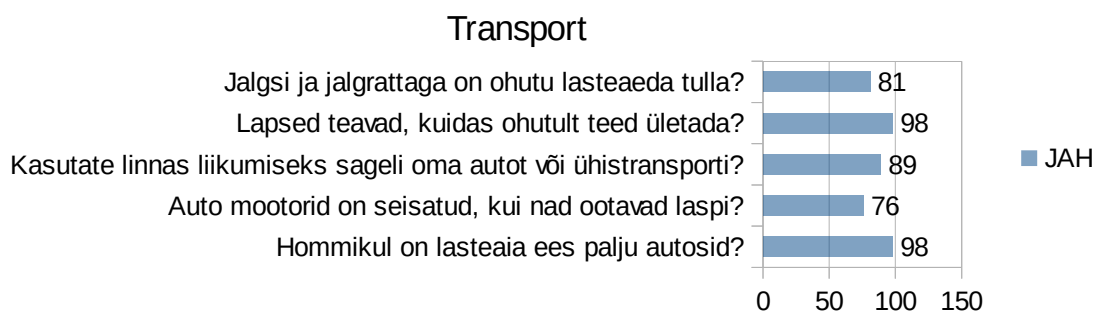 Transport
Jalgsi ja jalgrattaga on ohutu lasteaeda tulla?
81
Lapsed teavad, kuidas ohutult teed ületada?
98
Kasutate linnas liikumiseks sageli oma autot või ühistransporti?
89
JAH
Auto mootorid on seisatud, kui nad ootavad laspi?
76
Hommikul on lasteaia ees palju autosid?
98
0 50 100 150